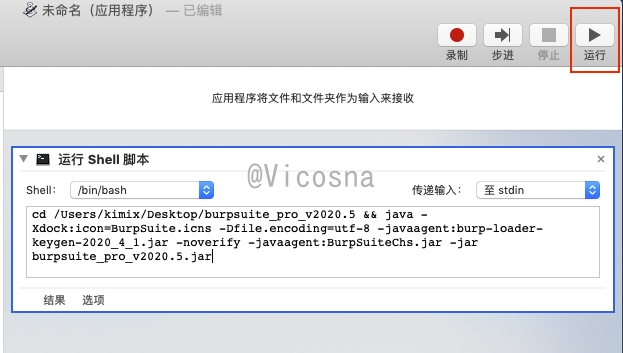 未命名（应用程序） — 已编辑
录制 步进 停止 运行
应用程序将文件和文件夹作为输入来接收
运行 Shell 脚本
@Vicosna
Shell： /bin/bash 传递输入： 至 stdin
cd /Users/kimix/Desktop/burpsuite_pro_v2020.5 && java -
Xdock:icon=BurpSuite.icns -Dfile.encoding=utf-8 -javaagent:burp-loader-
keygen-2020_4_1.jar -noverify -javaagent:BurpSuiteChs.jar -jar
burpsuite_pro_v2020.5.jar
结果 选项